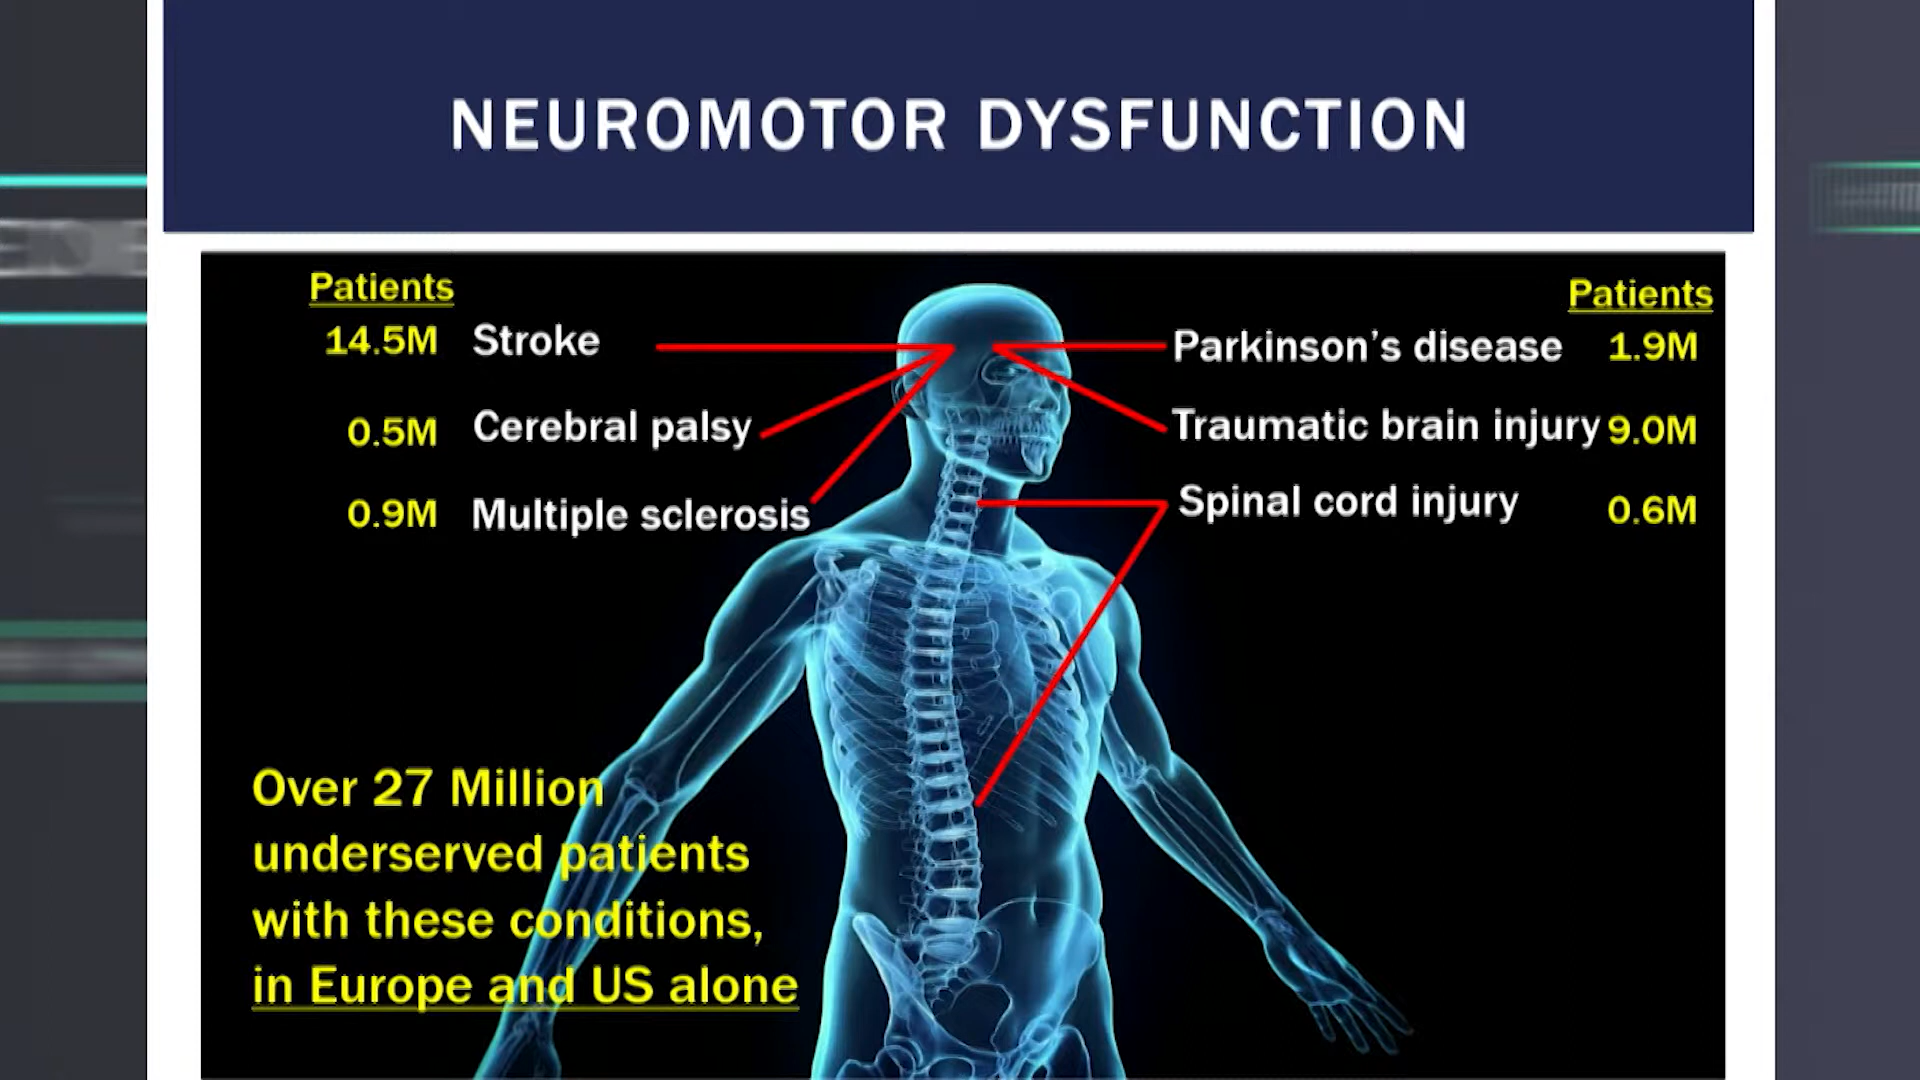 NEUROMOTOR DYSFUNCTION
Patients
14.5M Stroke
0.5M Cerebral palsy
0.9M Multiple sclerosis
Patients
Parkinson's disease 1.9M
Traumatic brain injury 9.0M
Spinal cord injury 0.6M
Over 27 Million
underserved patients
with these conditions,
in Europe and US alone